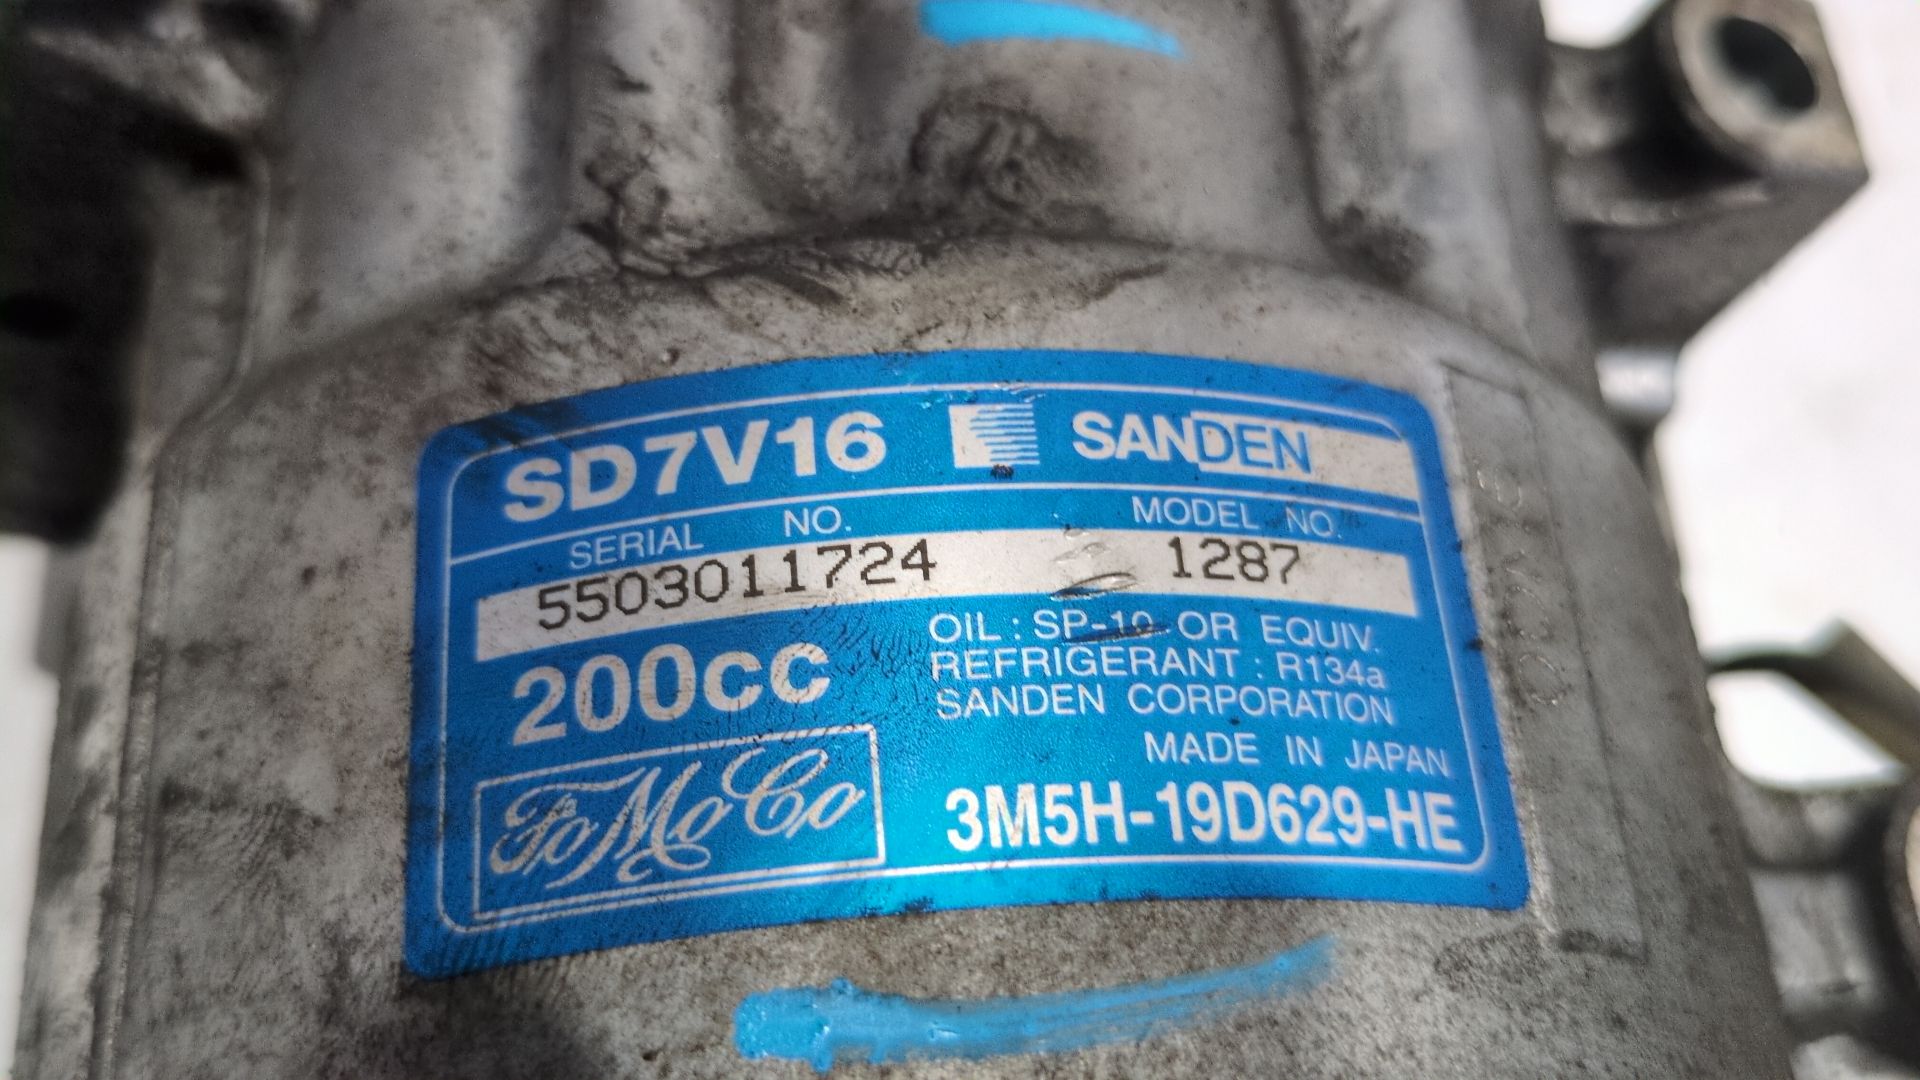 SD7V16 SANDEN
SERIAL NO. MODEL NO.
5503011724 1287
200cc
OIL : SP-10 OR EQUIV.
REFRIGERANT : R134a
SANDEN CORPORATION
MADE IN JAPAN
FoMoCo
3M5H-19D629-HE